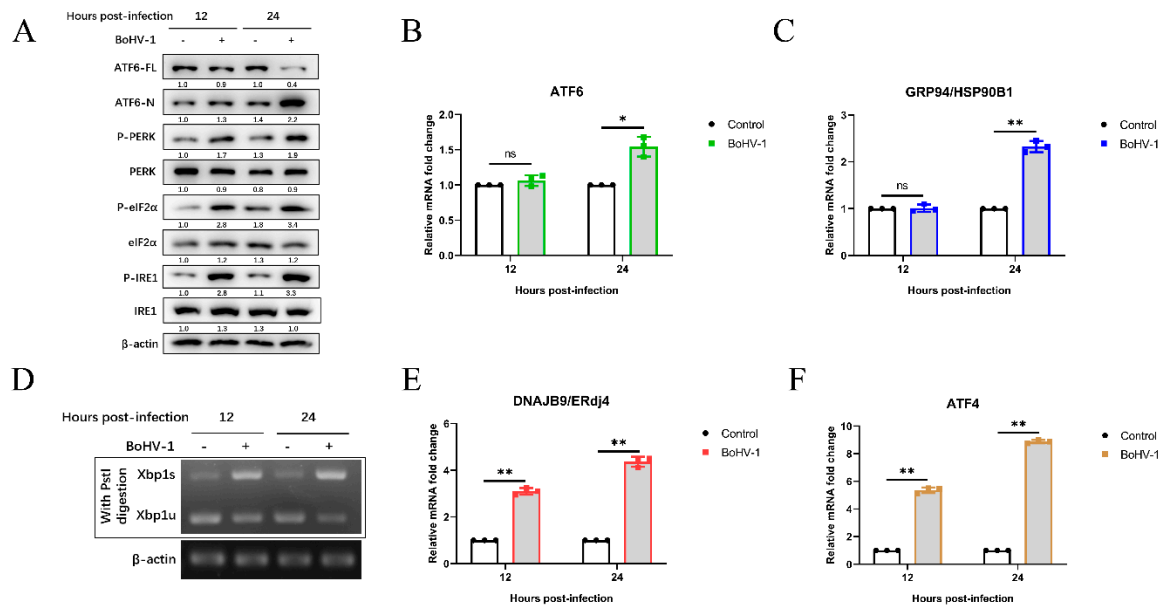 A
Hours post-infection 12 24
BoHV-1 - + - +
ATF6-FL
1.0 0.9 1.0 0.4
ATF6-N
1.0 1.3 1.4 2.2
P-PERK
1.0 1.7 1.3 1.9
PERK
1.0 0.9 0.8 0.9
P-eIF2α
1.0 2.8 1.8 3.4
eIF2α
1.0 1.2 1.3 1.2
P-IRE1
1.0 2.8 1.1 3.3
IRE1
1.0 1.3 1.3 1.0
β-actin
B
ATF6
Relative mRNA fold change
2.0
1.5
1.0
0.5
0.0
ns
*
12 24
Hours post-infection
Control
BoHV-1
C
GRP94/HSP90B1
Relative mRNA fold change
3
2
1
0
ns
**
12 24
Hours post-infection
Control
BoHV-1
D
Hours post-infection 12 24
BoHV-1 - + - +
With PstI
digestion
Xbp1s
Xbp1u
β-actin
E
DNAJB9/ERdj4
Relative mRNA fold change
6
4
2
0
**
**
12 24
Hours post-infection
Control
BoHV-1
F
ATF4
Relative mRNA fold change
10
8
6
4
2
0
**
**
12 24
Hours post-infection
Control
BoHV-1